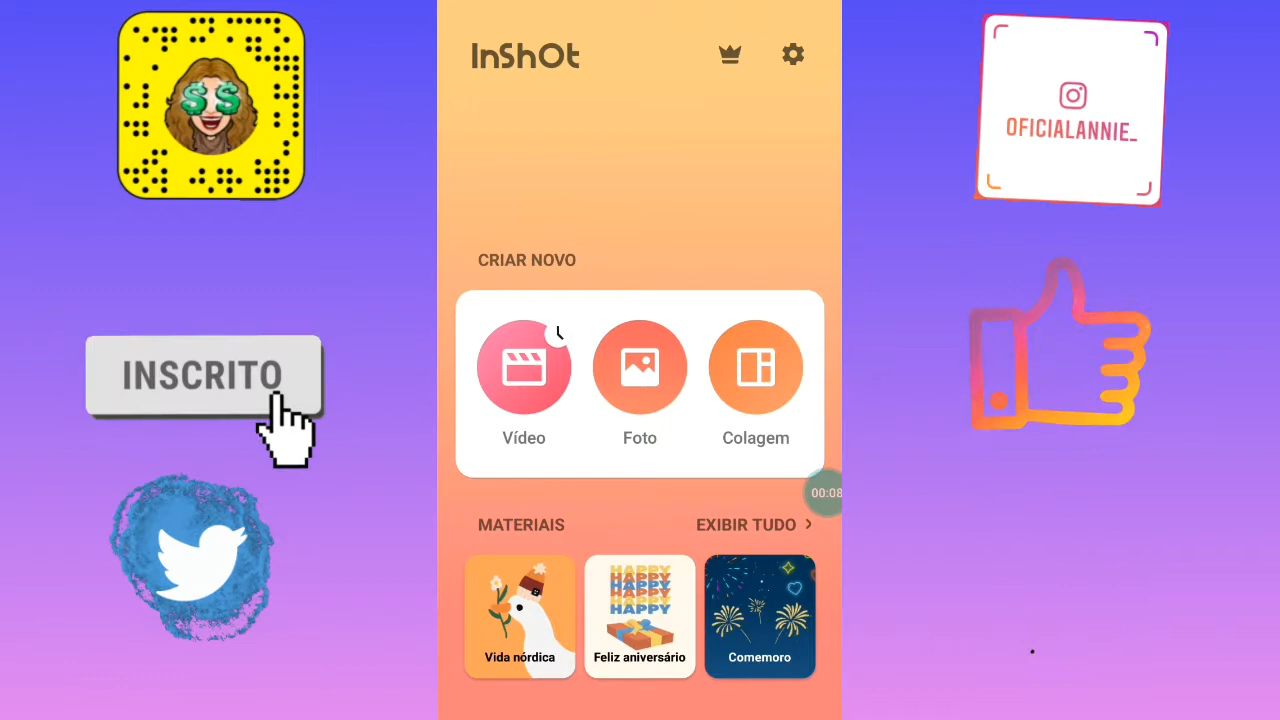 InShOt
OFICIALANNIE_
CRIAR NOVO
INSCRITO
Vídeo
Foto
Colagem
00:08
MATERIAIS
EXIBIR TUDO >
Vida nórdica
HAPPY
HAPPY
HAPPY
HAPPY
HAPPY
Feliz aniversário
Comemoro